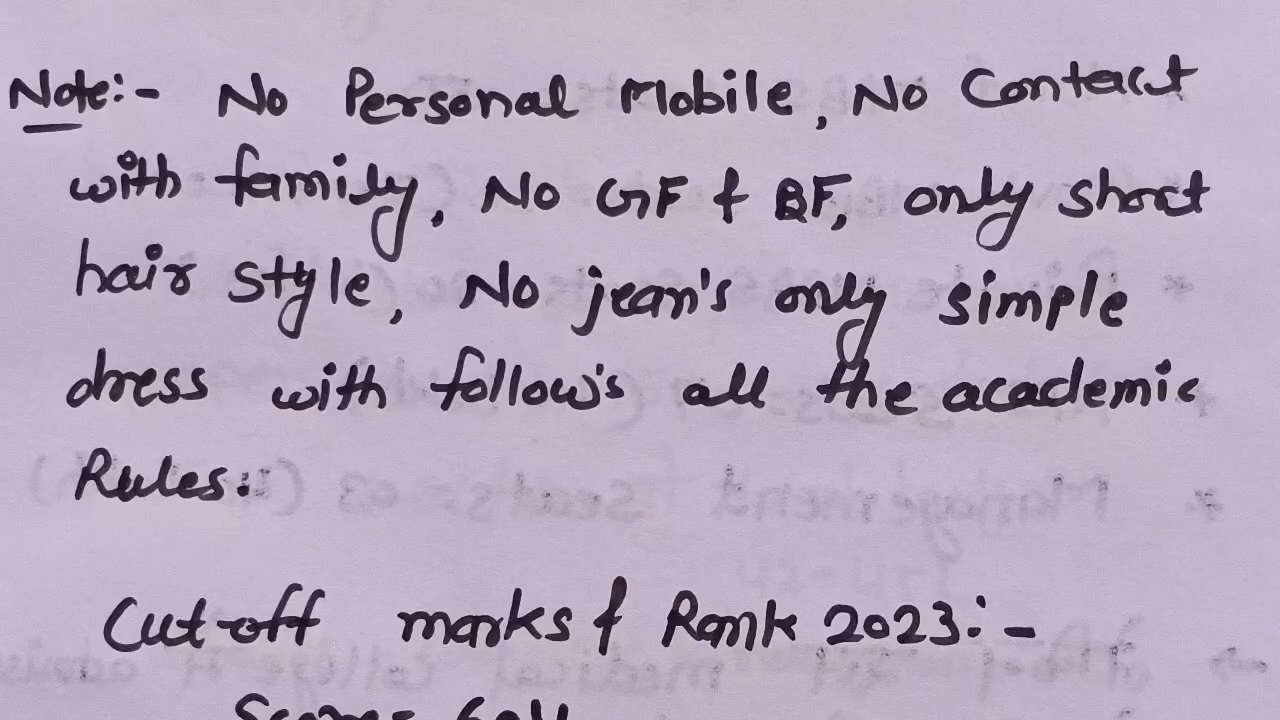 Note:- No Personal Mobile, No Contact
with family, No GF & BF, only short
hair style, No jean's only simple
dress with follow's all the academic
Rules:
Cut-off marks & Rank 2023:-